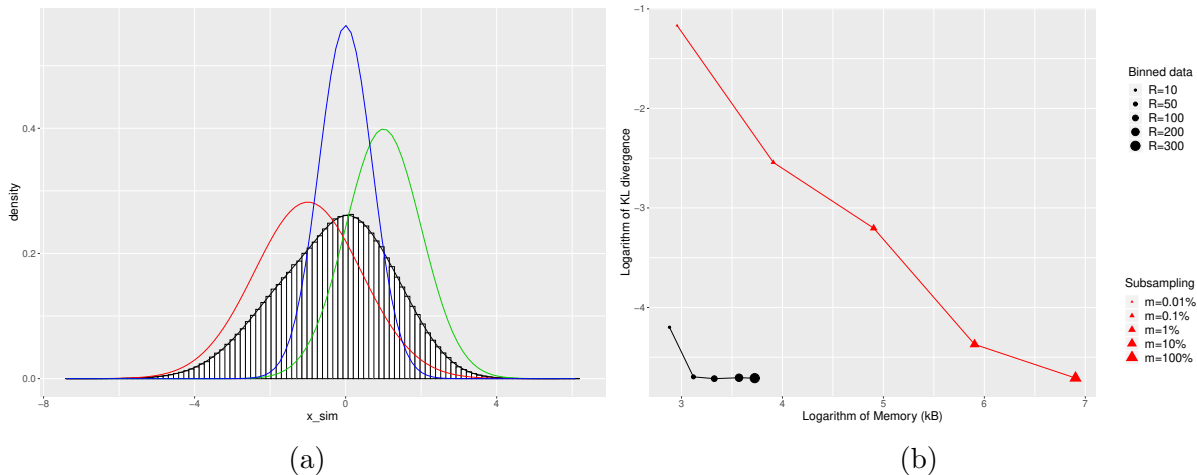 0.4
0.2
0.0
density
−8
−4
0
4
x_sim
(a)
−1
−2
−3
−4
Logarithm of KL divergence
3
4
5
6
7
Logarithm of Memory (kB)
(b)
Binned data
R=10
R=50
R=100
R=200
R=300
Subsampling
m=0.01%
m=0.1%
m=1%
m=10%
m=100%